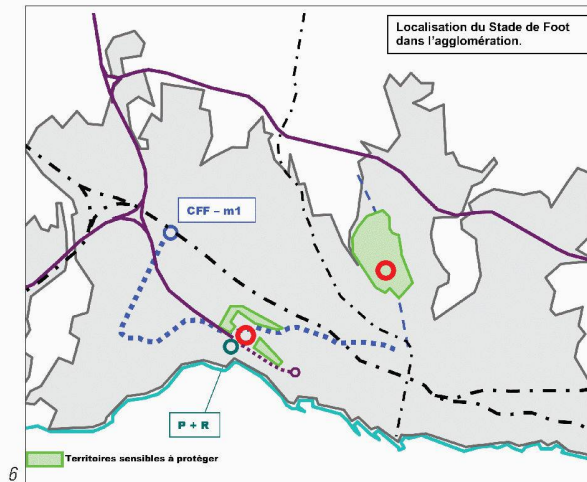 Localisation du Stade de Foot
dans l'agglomération.
CFF – m1
P + R
Territoires sensibles à protéger
6